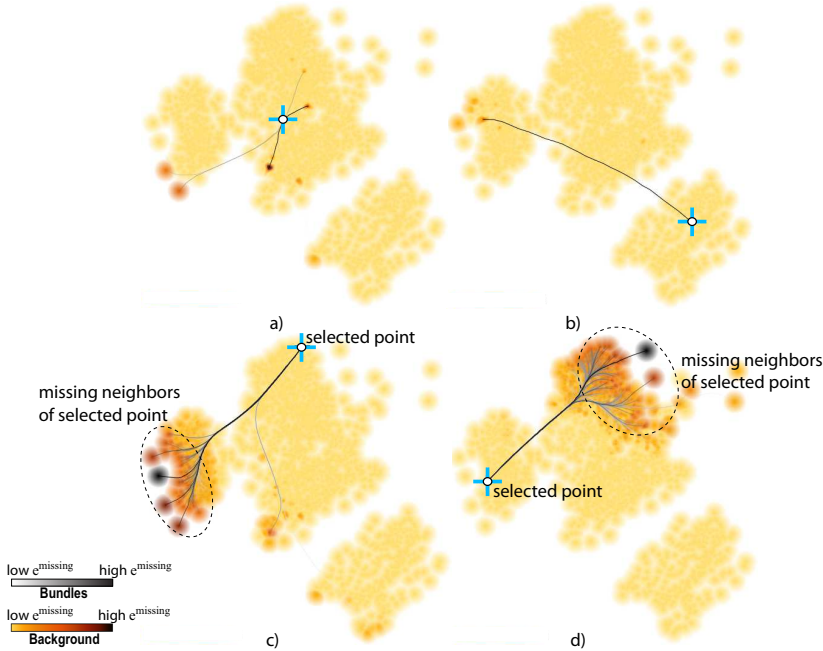 a)
b)
selected point
missing neighbors
of selected point
missing neighbors
of selected point
selected point
low e^missing high e^missing
Bundles
low e^missing high e^missing
Background
c)
d)